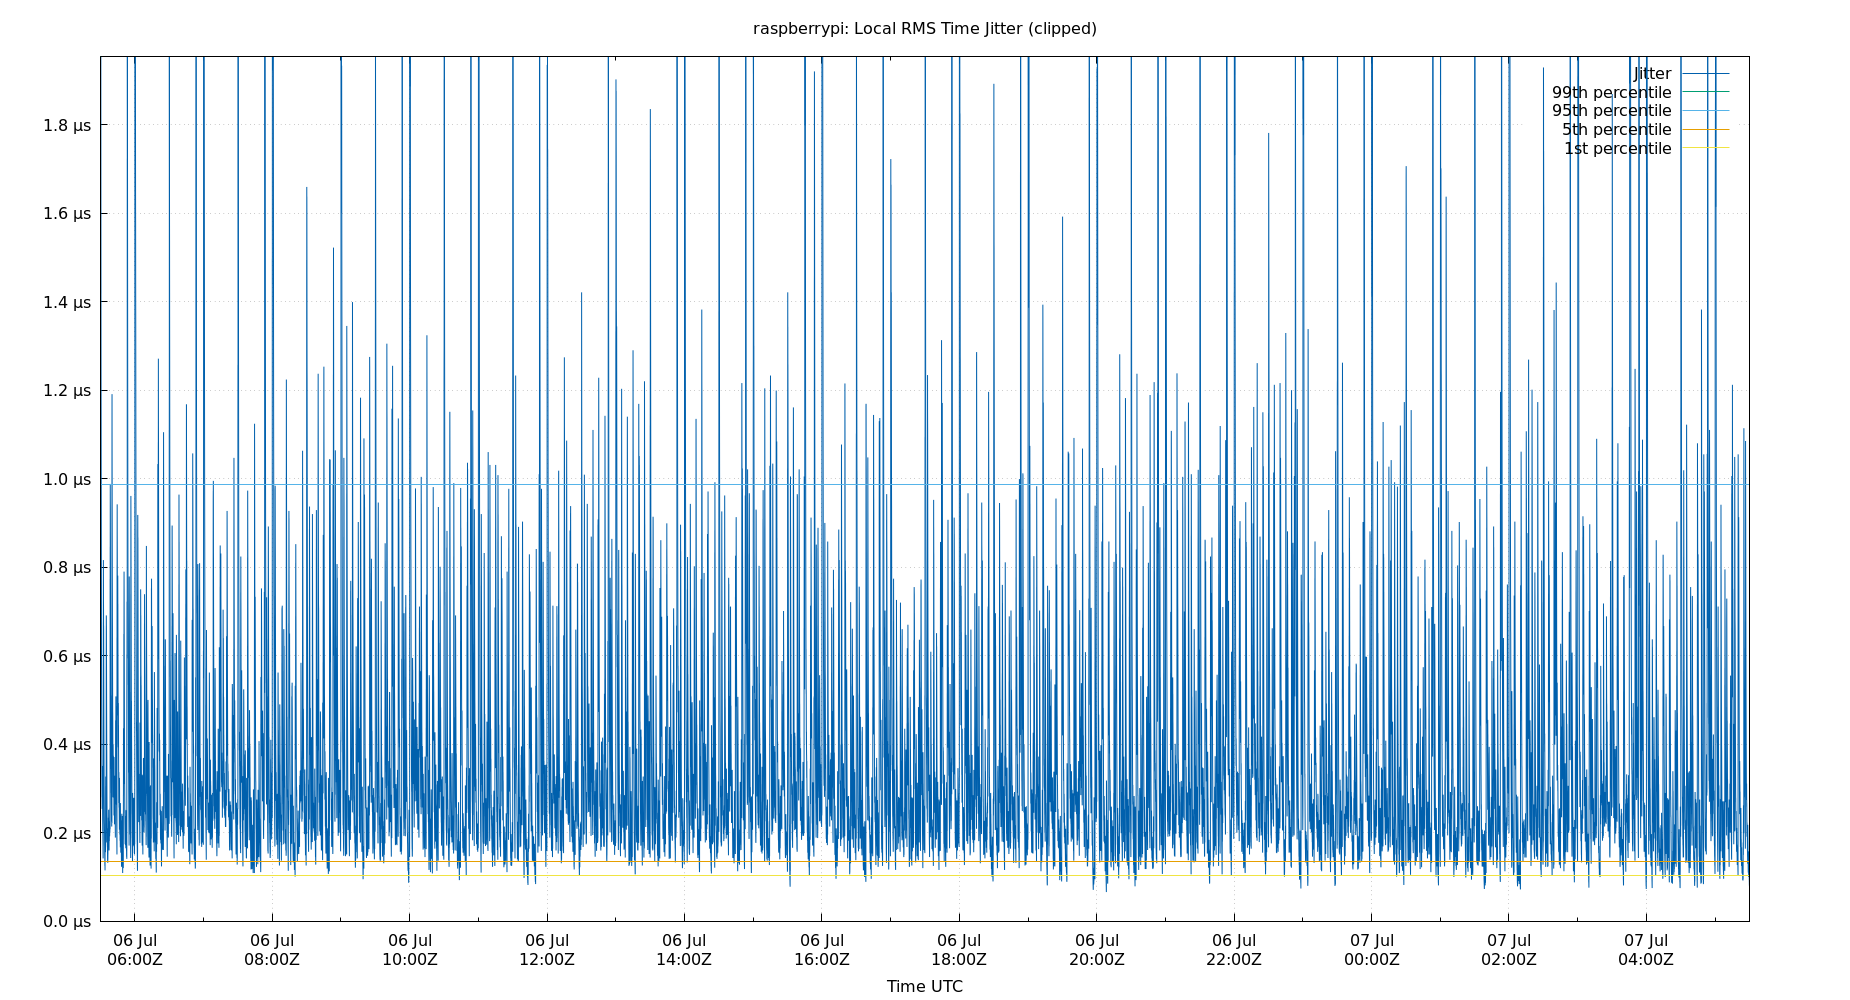 raspberrypi: Local RMS Time Jitter (clipped)
Jitter
99th percentile
95th percentile
5th percentile
1st percentile
1.8 µs
1.6 µs
1.4 µs
1.2 µs
1.0 µs
0.8 µs
0.6 µs
0.4 µs
0.2 µs
0.0 µs
06 Jul 06 Jul 06 Jul 06 Jul 06 Jul 06 Jul 06 Jul 06 Jul 06 Jul 07 Jul 07 Jul 07 Jul
06:00Z 08:00Z 10:00Z 12:00Z 14:00Z 16:00Z 18:00Z 20:00Z 22:00Z 00:00Z 02:00Z 04:00Z
Time UTC